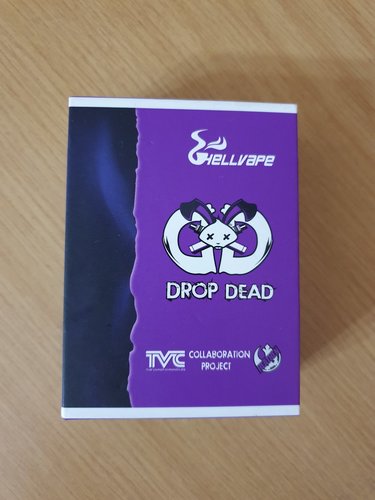 HELLVAPE
DROP DEAD
TVC
COLLABORATION
PROJECT